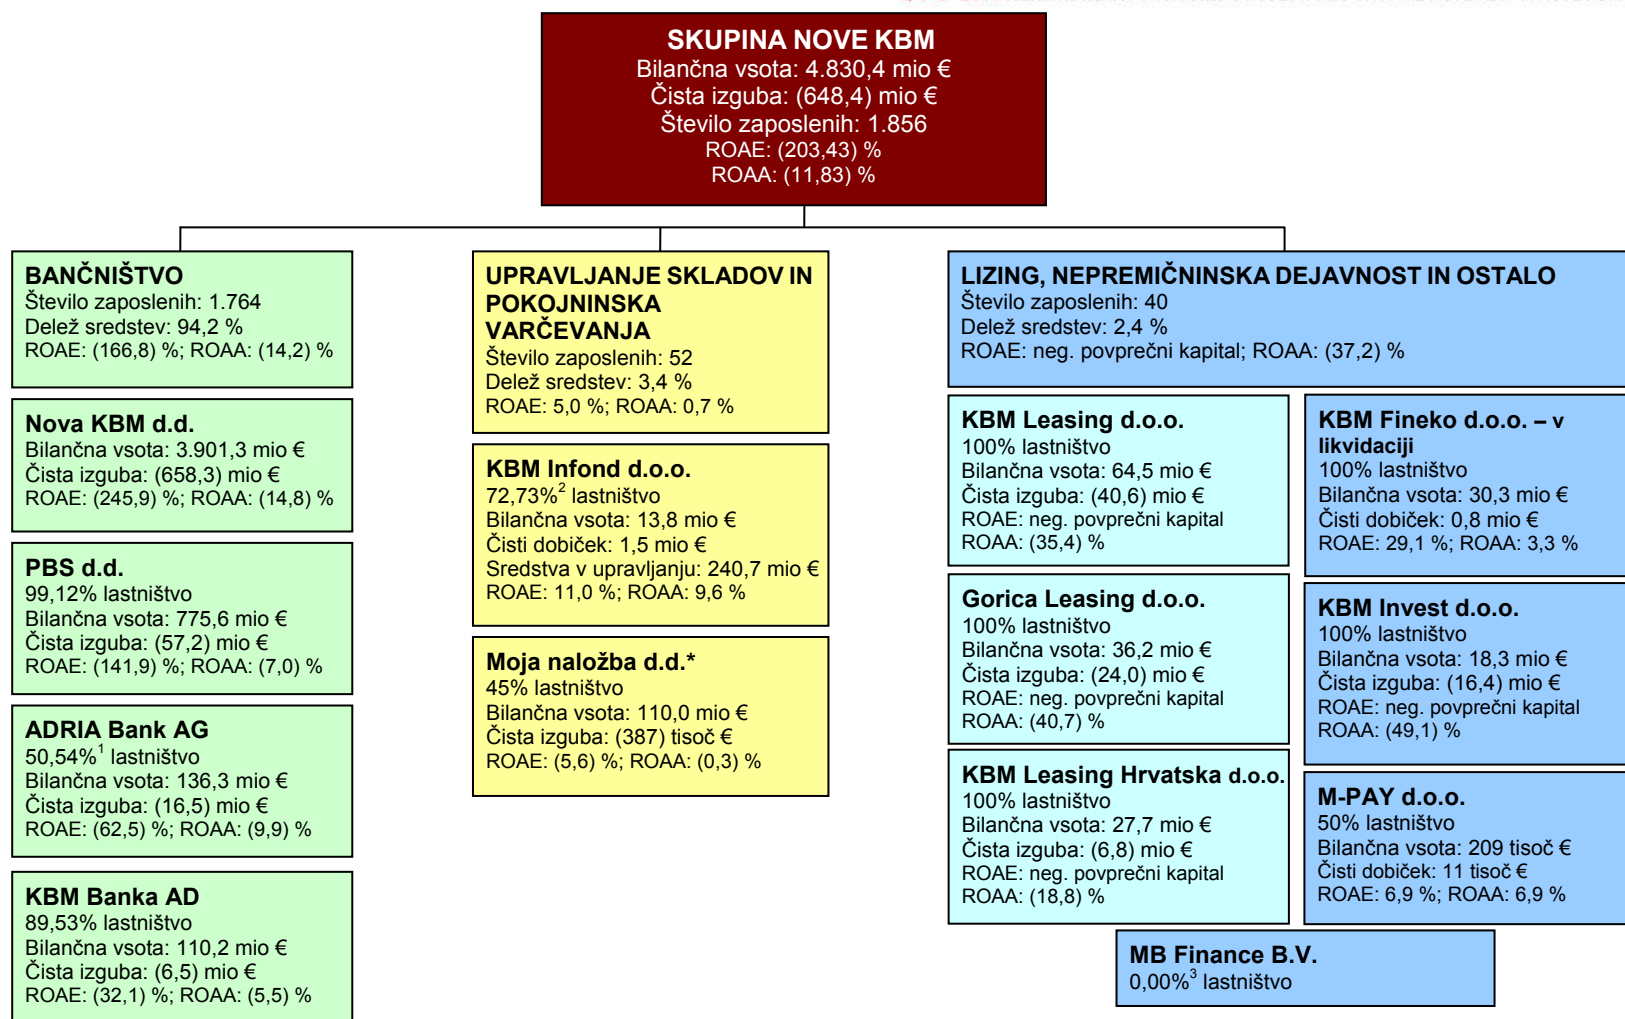 SKUPINA NOVE KBM
Bilančna vsota: 4.830,4 mio €
Čista izguba: (648,4) mio €
Število zaposlenih: 1.856
ROAE: (203,43) %
ROAA: (11,83) %
BANČNIŠTVO
Število zaposlenih: 1.764
Delež sredstev: 94,2 %
ROAE: (166,8) %; ROAA: (14,2) %
Nova KBM d.d.
Bilančna vsota: 3.901,3 mio €
Čista izguba: (658,3) mio €
ROAE: (245,9) %; ROAA: (14,8) %
PBS d.d.
99,12% lastništvo
Bilančna vsota: 775,6 mio €
Čista izguba: (57,2) mio €
ROAE: (141,9) %; ROAA: (7,0) %
ADRIA Bank AG
50,54%¹ lastništvo
Bilančna vsota: 136,3 mio €
Čista izguba: (16,5) mio €
ROAE: (62,5) %; ROAA: (9,9) %
KBM Banka AD
89,53% lastništvo
Bilančna vsota: 110,2 mio €
Čista izguba: (6,5) mio €
ROAE: (32,1) %; ROAA: (5,5) %
UPRAVLJANJE SKLADOV IN
POKOJNINSKA
VARČEVANJA
Število zaposlenih: 52
Delež sredstev: 3,4 %
ROAE: 5,0 %; ROAA: 0,7 %
KBM Infond d.o.o.
72,73%² lastništvo
Bilančna vsota: 13,8 mio €
Čisti dobiček: 1,5 mio €
Sredstva v upravljanju: 240,7 mio €
ROAE: 11,0 %; ROAA: 9,6 %
Moja naložba d.d.*
45% lastništvo
Bilančna vsota: 110,0 mio €
Čista izguba: (387) tisoč €
ROAE: (5,6) %; ROAA: (0,3) %
LIZING, NEPREMIČNINSKA DEJAVNOST IN OSTALO
Število zaposlenih: 40
Delež sredstev: 2,4 %
ROAE: neg. povprečni kapital; ROAA: (37,2) %
KBM Leasing d.o.o.
100% lastništvo
Bilančna vsota: 64,5 mio €
Čista izguba: (40,6) mio €
ROAE: neg. povprečni kapital
ROAA: (35,4) %
Gorica Leasing d.o.o.
100% lastništvo
Bilančna vsota: 36,2 mio €
Čista izguba: (24,0) mio €
ROAE: neg. povprečni kapital
ROAA: (40,7) %
KBM Leasing Hrvatska d.o.o.
100% lastništvo
Bilančna vsota: 27,7 mio €
Čista izguba: (6,8) mio €
ROAE: neg. povprečni kapital
ROAA: (18,8) %
KBM Fineko d.o.o. – v
likvidaciji
100% lastništvo
Bilančna vsota: 30,3 mio €
Čisti dobiček: 0,8 mio €
ROAE: 29,1 %; ROAA: 3,3 %
KBM Invest d.o.o.
100% lastništvo
Bilančna vsota: 18,3 mio €
Čista izguba: (16,4) mio €
ROAE: neg. povprečni kapital
ROAA: (49,1) %
M-PAY d.o.o.
50% lastništvo
Bilančna vsota: 209 tisoč €
Čisti dobiček: 11 tisoč €
ROAE: 6,9 %; ROAA: 6,9 %
MB Finance B.V.
0,00%³ lastništvo